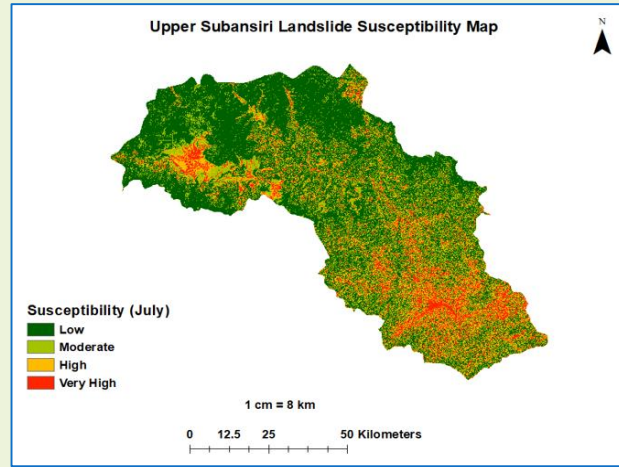 Upper Subansiri Landslide Susceptibility Map
N
Susceptibility (July)
Low
Moderate
High
Very High
1 cm = 8 km
0 12.5 25 50 Kilometers